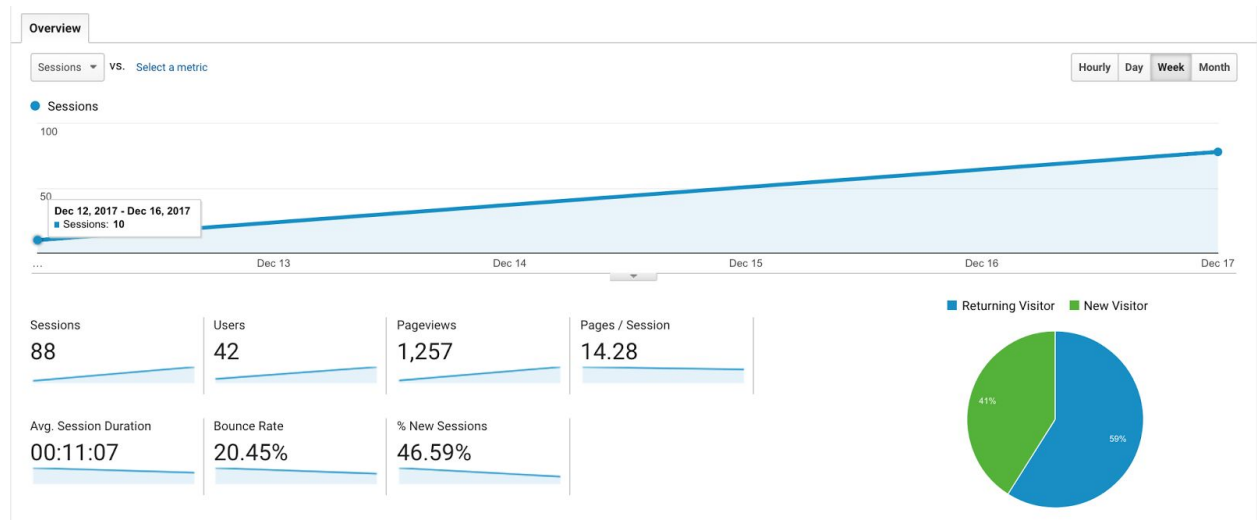 Overview
Sessions VS. Select a metric
Hourly Day Week Month
Sessions
100
50
Dec 12, 2017 - Dec 16, 2017
Sessions: 10
... Dec 13 Dec 14 Dec 15 Dec 16 Dec 17
Returning Visitor New Visitor
Sessions Users Pageviews Pages / Session
88 42 1,257 14.28
41%
59%
Avg. Session Duration Bounce Rate % New Sessions
00:11:07 20.45% 46.59%